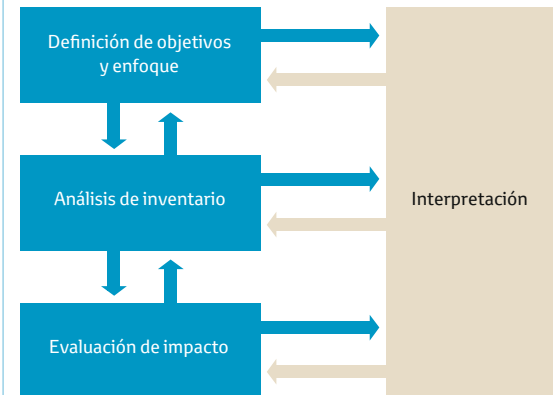 Definición de objetivos
y enfoque
Análisis de inventario
Interpretación
Evaluación de impacto